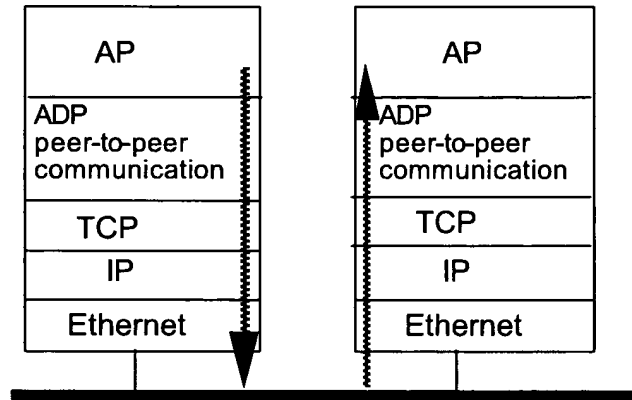 AP
ADP
peer-to-peer
communication
TCP
IP
Ethernet
AP
ADP
peer-to-peer
communication
TCP
IP
Ethernet